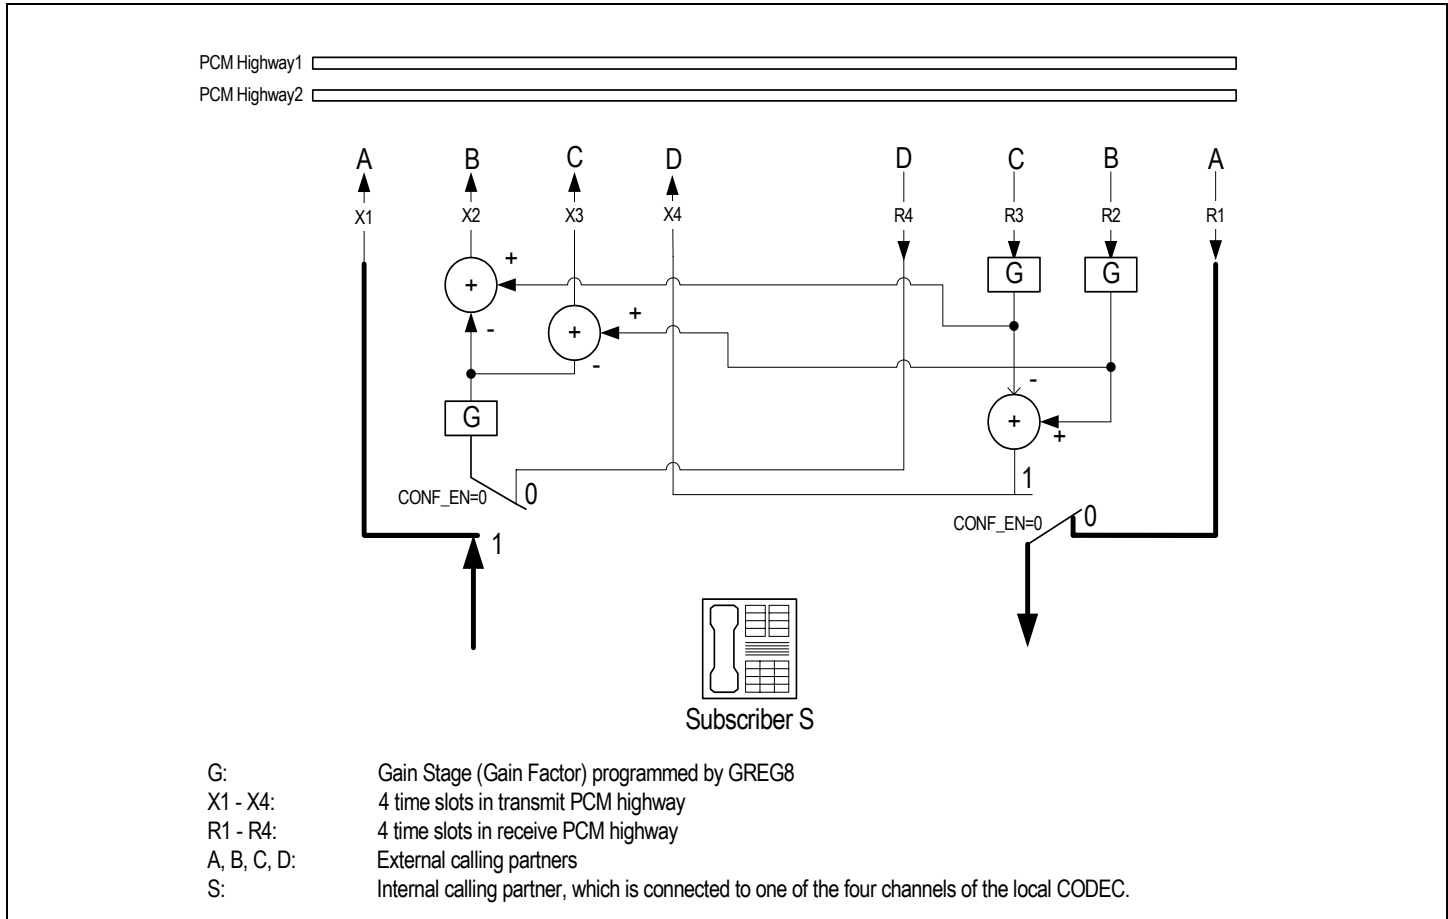 PCM Highway1
PCM Highway2
A B C D D C B A
X1 X2 X3 X4 R4 R3 R2 R1
+
G G
+
+
-
+
+
-
-
G
+
+
1
CONF_EN=0 0
CONF_EN=0 0
1
Subscriber S
G: Gain Stage (Gain Factor) programmed by GREG8
X1 - X4: 4 time slots in transmit PCM highway
R1 - R4: 4 time slots in receive PCM highway
A, B, C, D: External calling partners
S: Internal calling partner, which is connected to one of the four channels of the local CODEC.